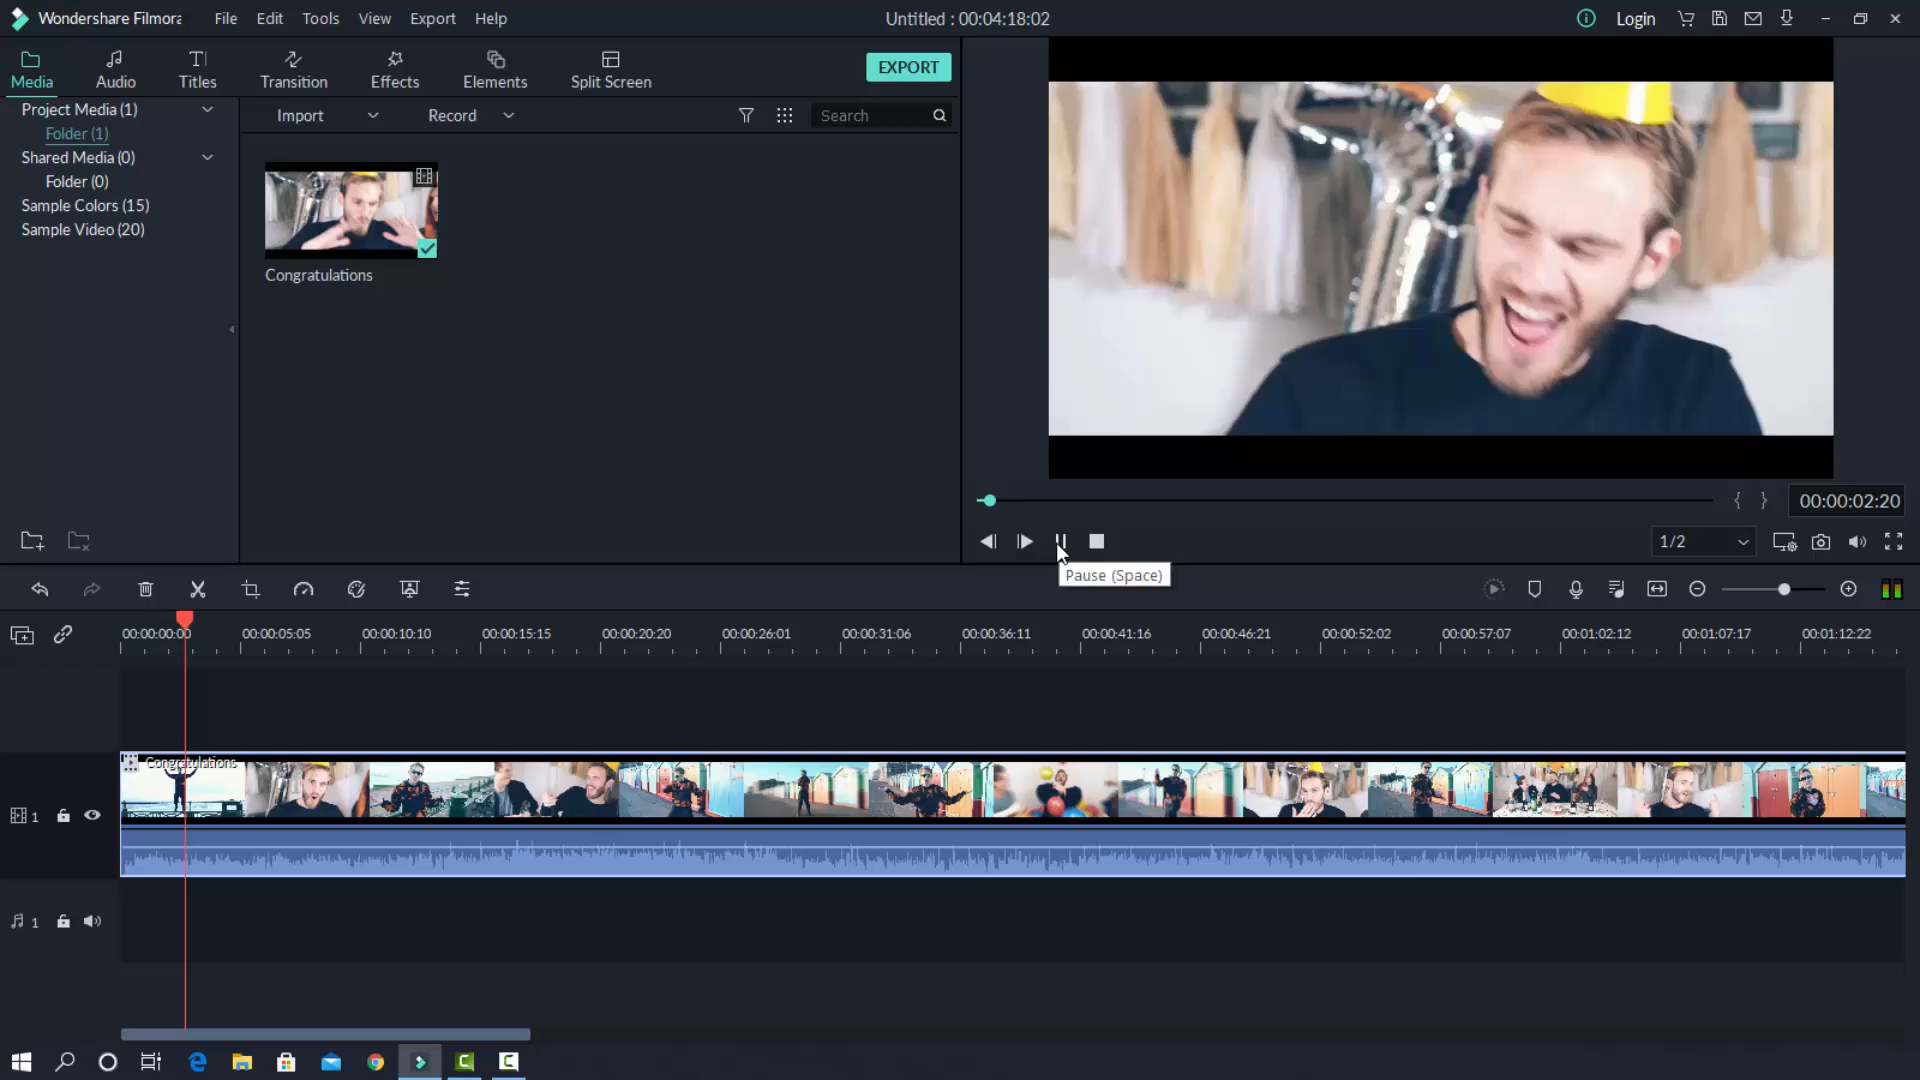 Wondershare Filmora
File Edit Tools View Export Help
Untitled : 00:04:18:02
Login
Media Audio Titles Transition Effects Elements Split Screen
EXPORT
Project Media (1)
Folder (1)
Shared Media (0)
Folder (0)
Sample Colors (15)
Sample Video (20)
Import Record Search
Congratulations
{ } 00:00:02:20
1/2
Pause (Space)
00:00:00:00 00:00:05:05 00:00:10:10 00:00:15:15 00:00:20:20 00:00:26:01 00:00:31:06 00:00:36:11 00:00:41:16 00:00:46:21 00:00:52:02 00:00:57:07 00:01:02:12 00:01:07:17 00:01:12:22
Congratulations
1
1